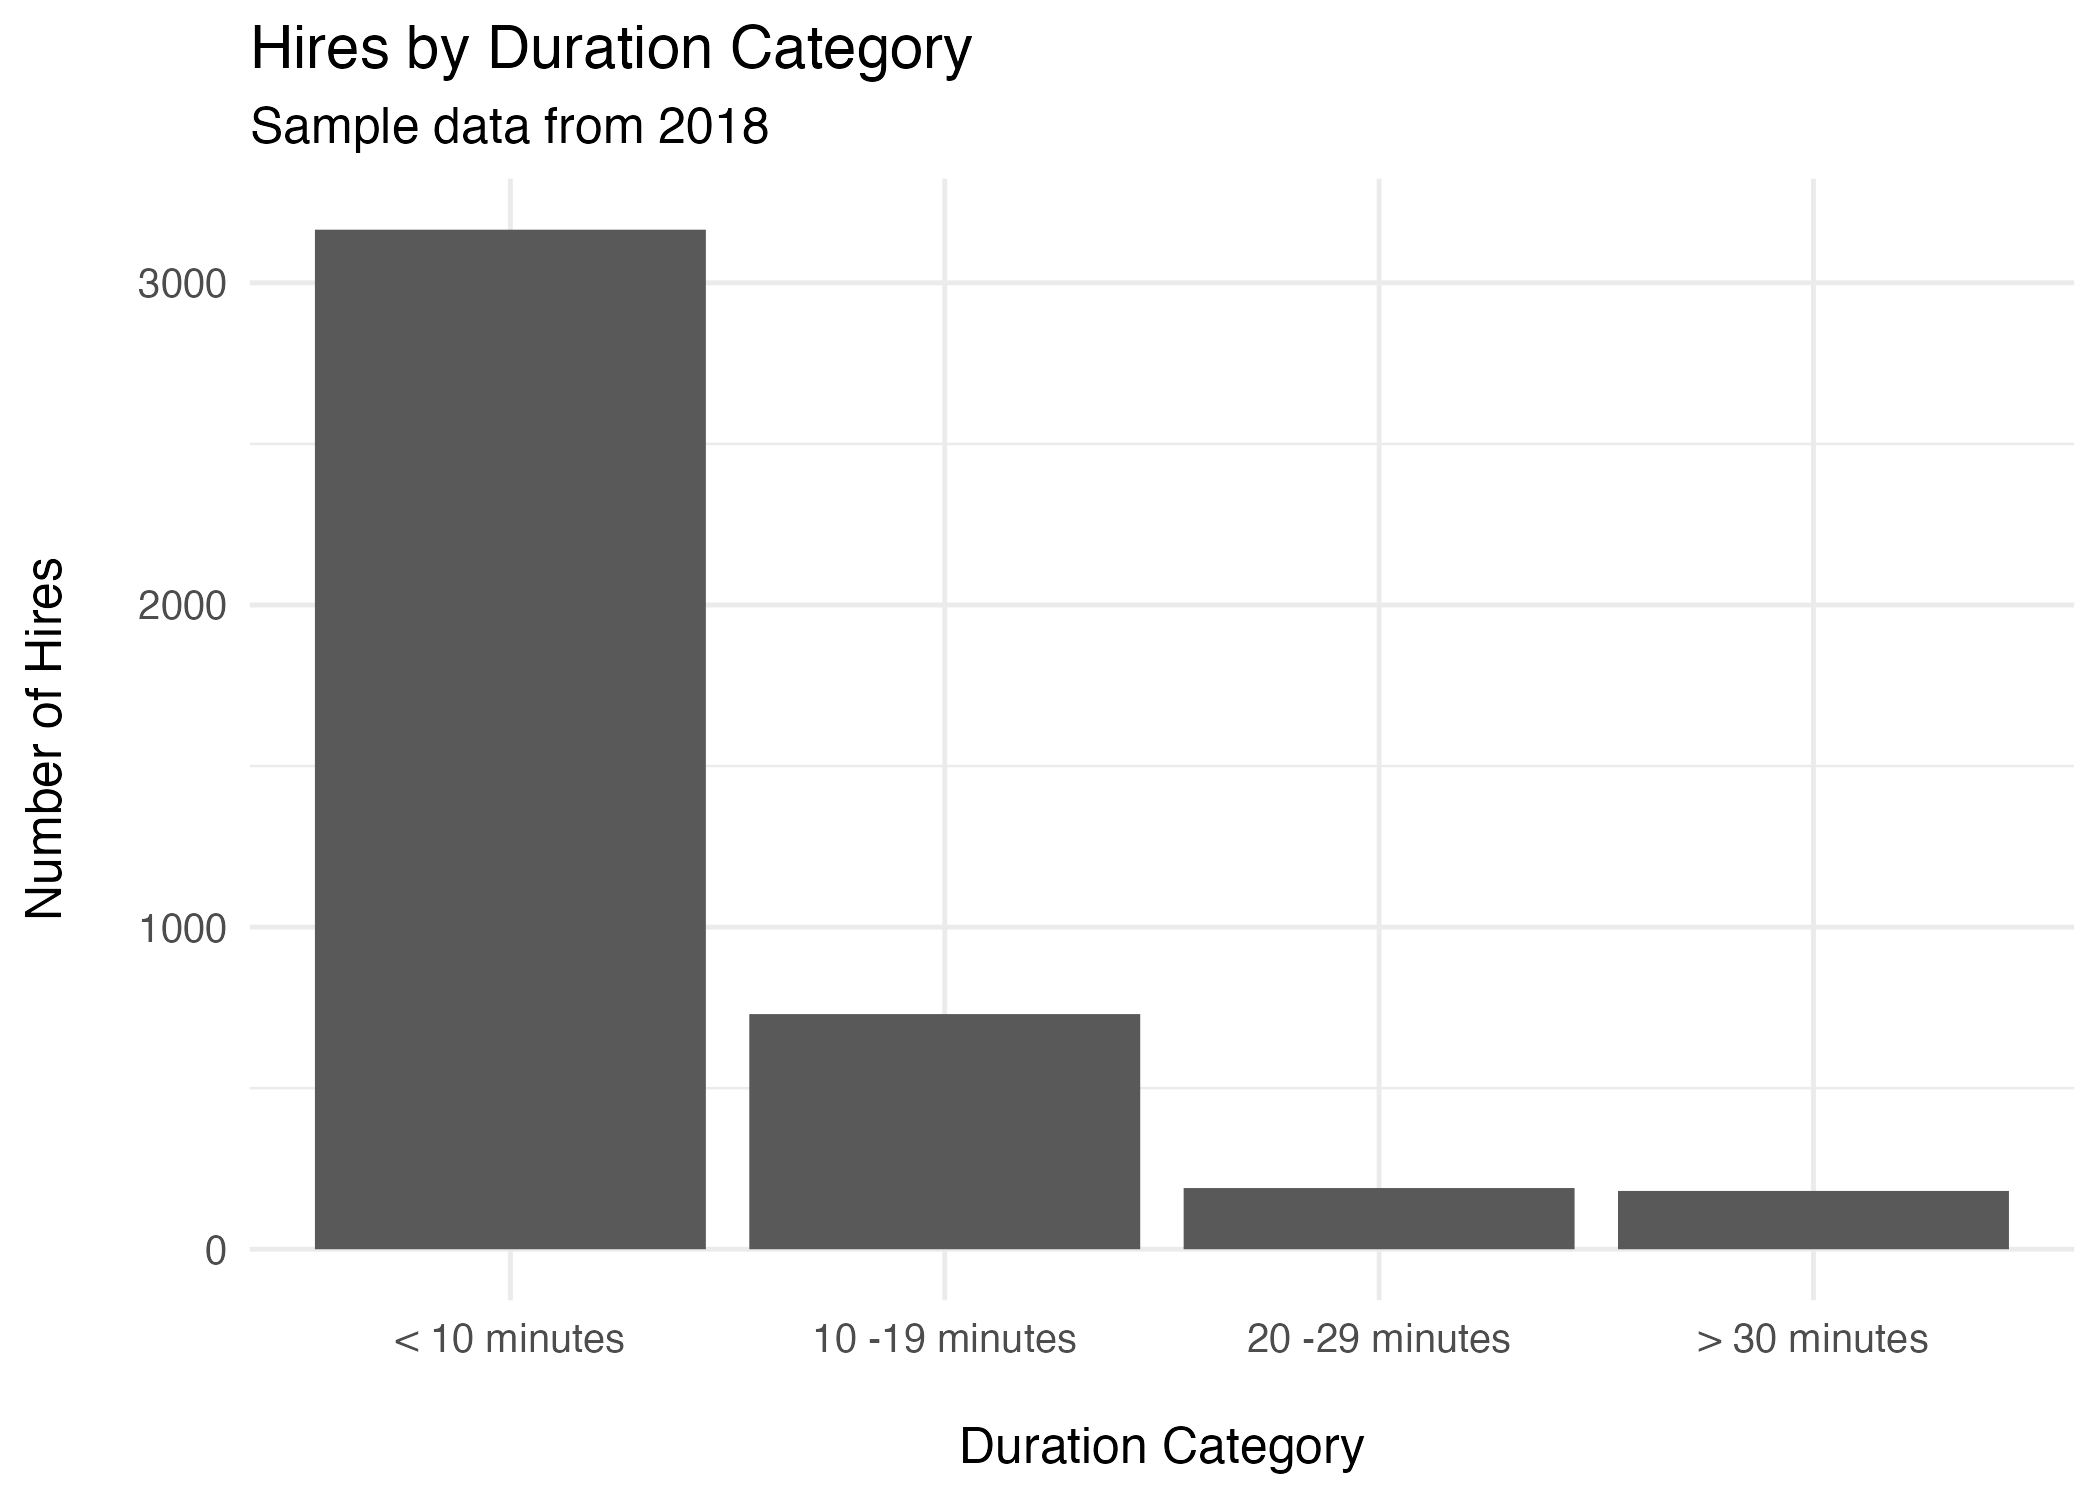 Hires by Duration Category
Sample data from 2018
Number of Hires
3000
2000
1000
0
< 10 minutes
10 -19 minutes
20 -29 minutes
> 30 minutes
Duration Category